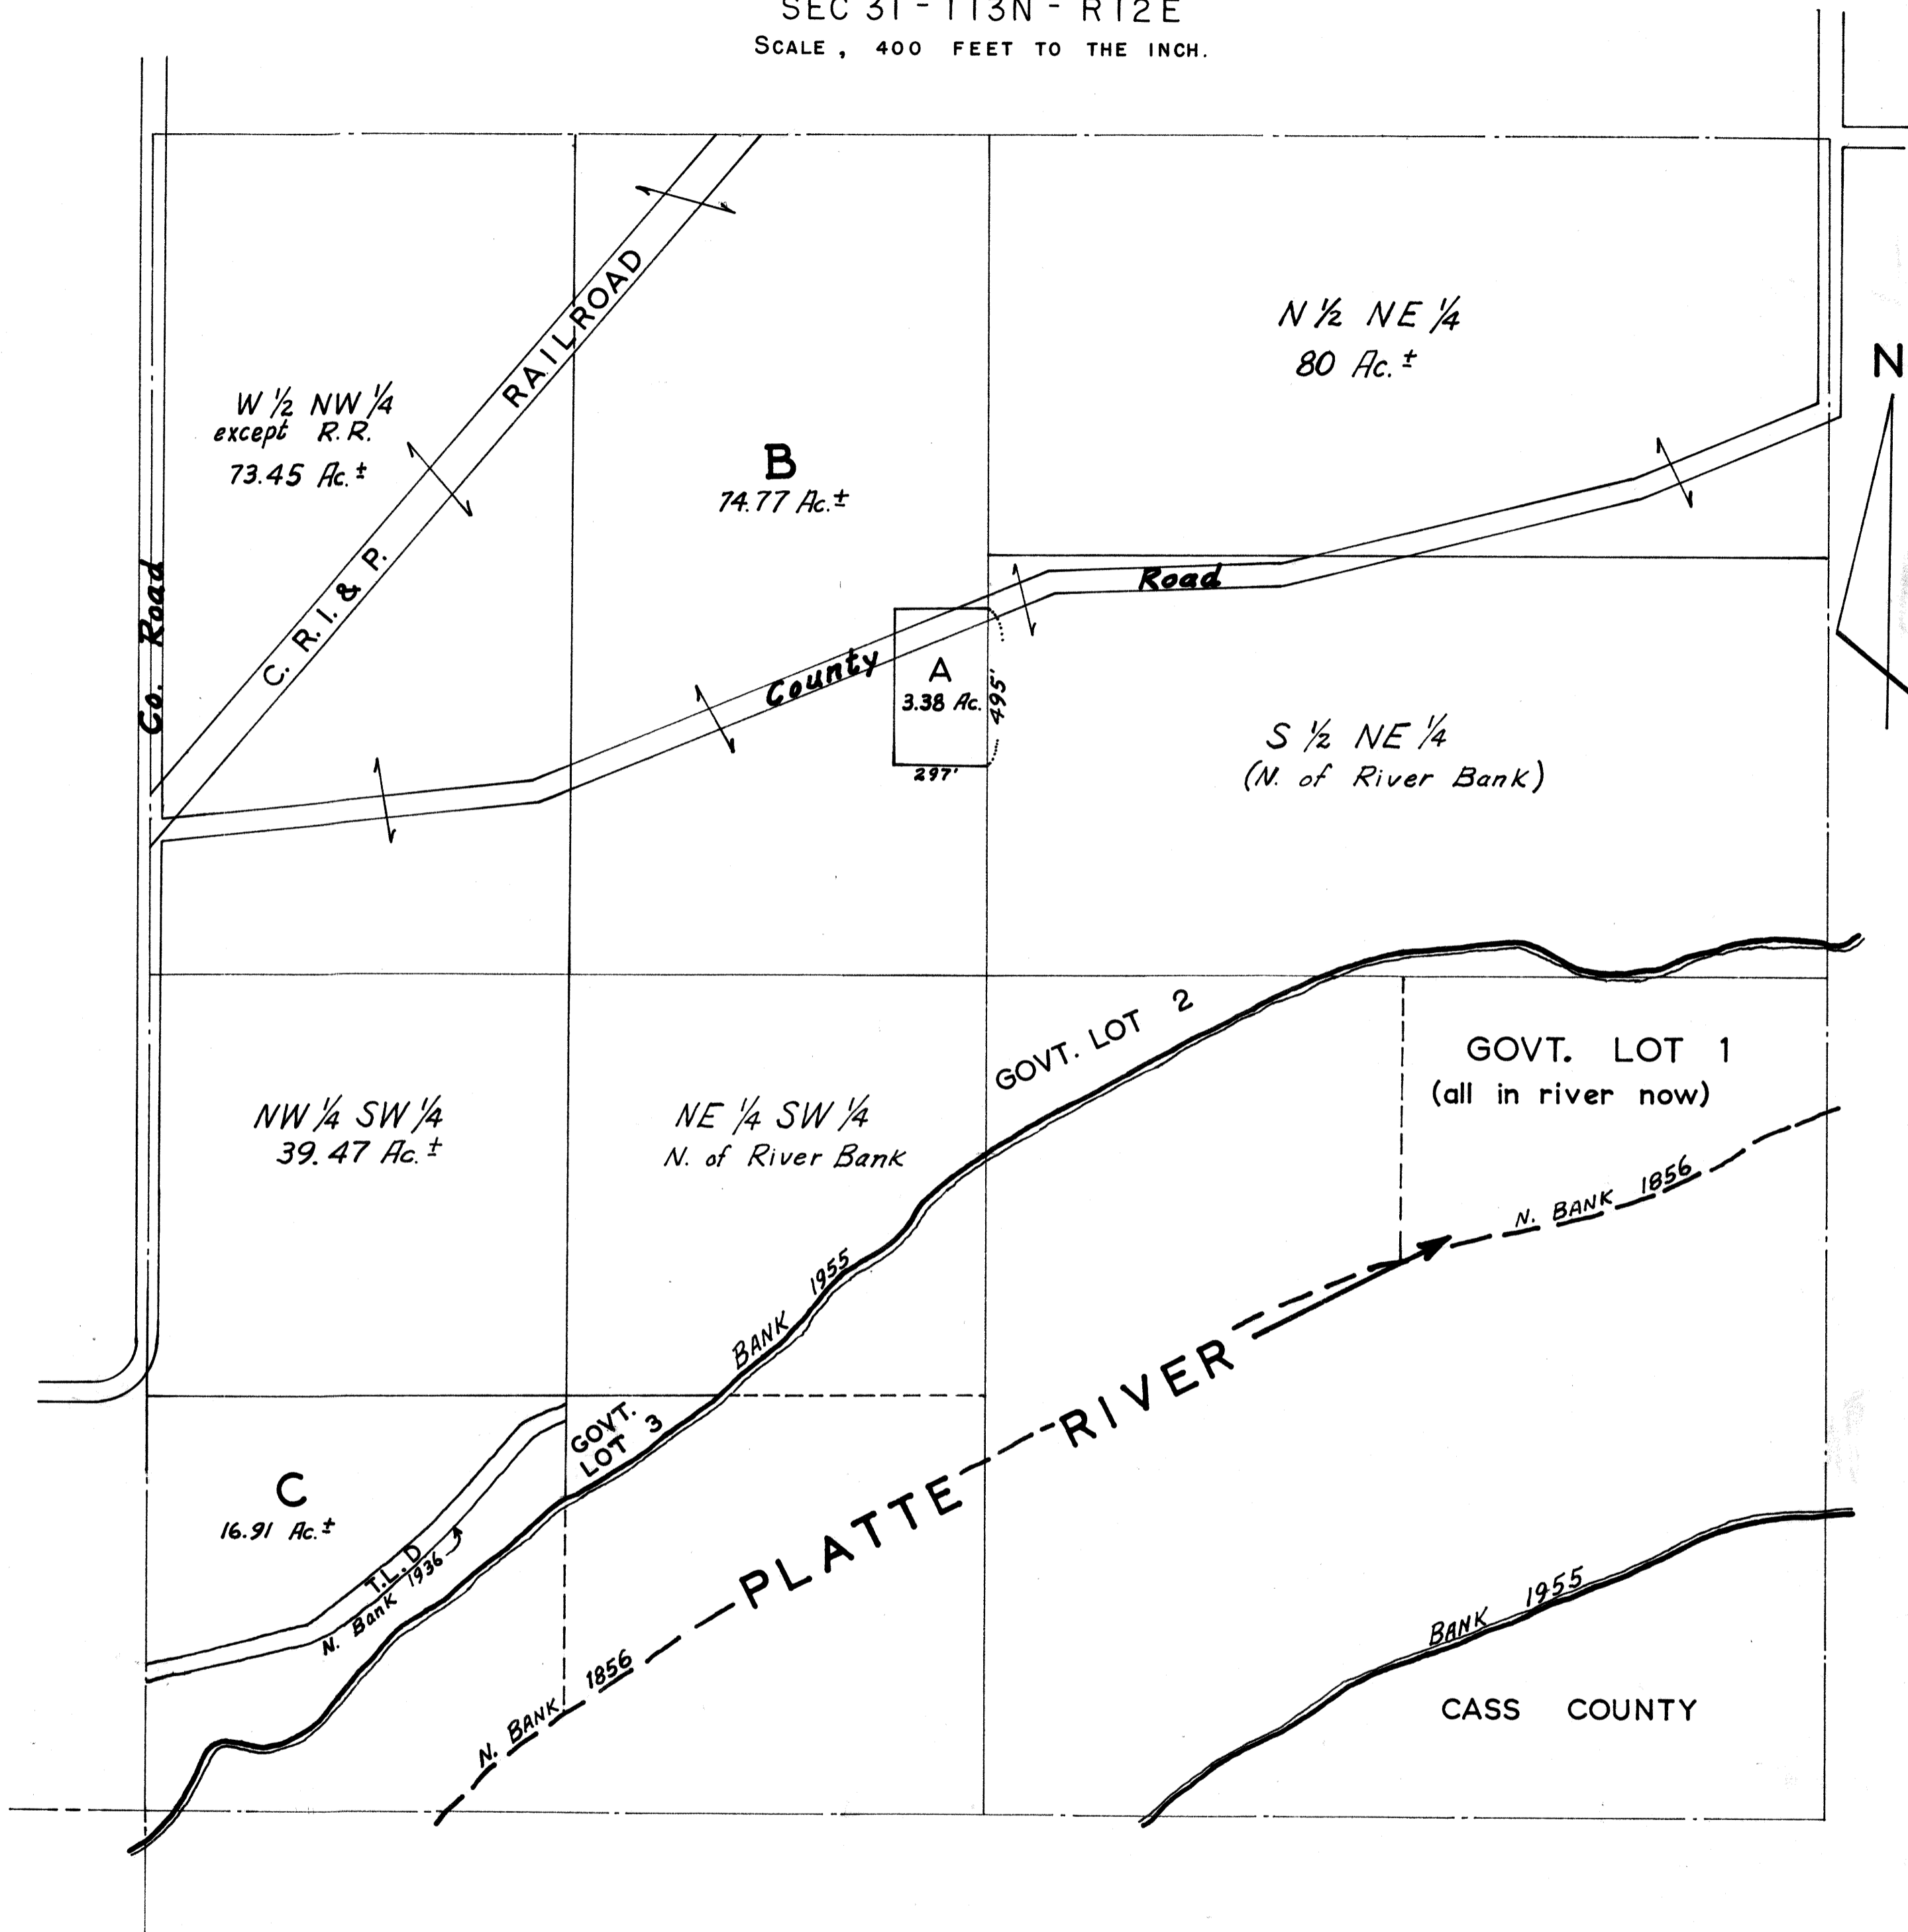 SEC 31 - T13N - R12E
SCALE, 400 FEET TO THE INCH.
N
N ½ NE ¼
80 Ac.±
W ½ NW ¼
except R.R.
73.45 Ac.±
C. R. I. & P. RAILROAD
B
74.77 Ac.±
Co. Road
County Road
A
3.38 Ac.
495'
297'
S ½ NE ¼
(N. of River Bank)
GOVT. LOT 2
GOVT. LOT 1
(all in river now)
NW ¼ SW ¼
39.47 Ac.±
NE ¼ SW ¼
N. of River Bank
N. BANK 1856
BANK 1955
GOVT.
LOT 3
PLATTE RIVER
C
16.91 Ac.±
T.L. D
N. Bank 1936
N. BANK 1856
BANK 1955
CASS COUNTY